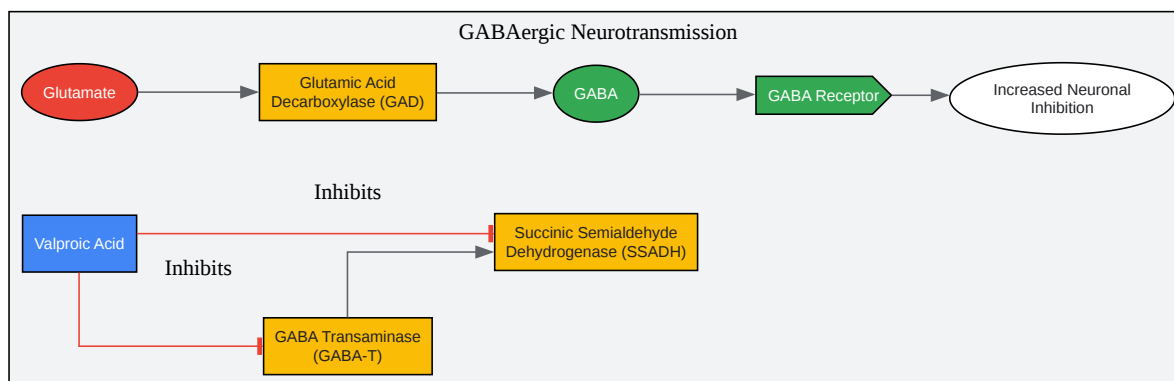 GABAergic Neurotransmission
Glutamate
Glutamic Acid
Decarboxylase (GAD)
GABA
GABA Receptor
Increased Neuronal
Inhibition
Inhibits
Valproic Acid
Succinic Semialdehyde
Dehydrogenase (SSADH)
Inhibits
GABA Transaminase
(GABA-T)